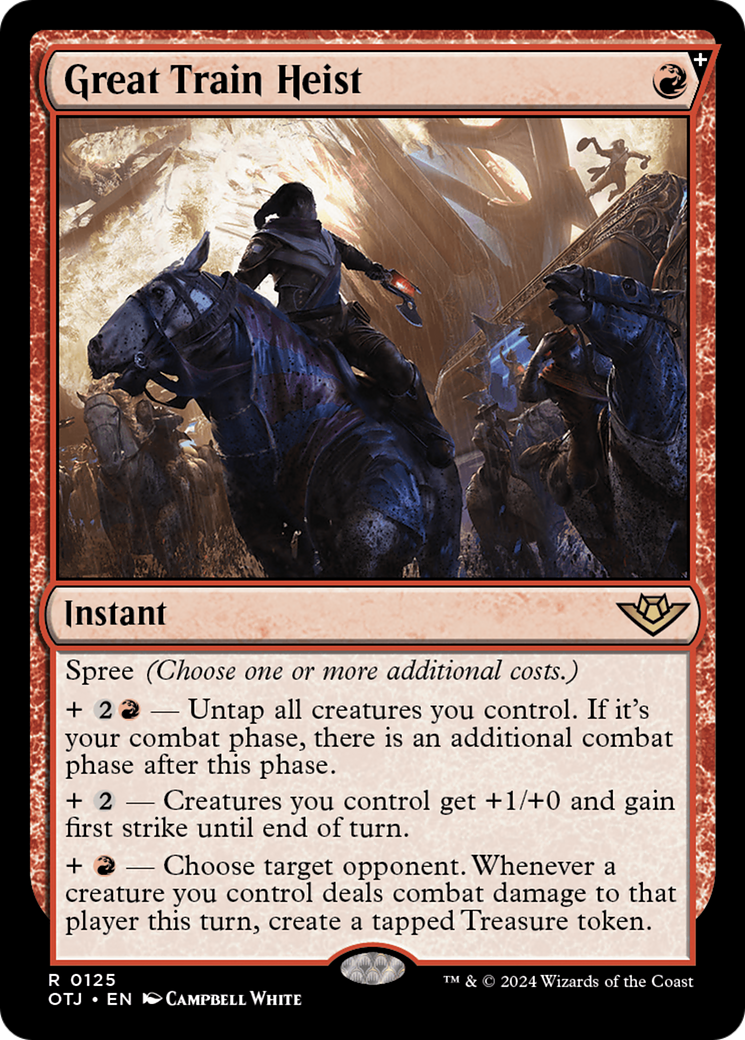 Great Train Heist
+
Instant
Spree (Choose one or more additional costs.)
+ 2 — Untap all creatures you control. If it's
your combat phase, there is an additional combat
phase after this phase.
+ 2 — Creatures you control get +1/+0 and gain
first strike until end of turn.
+ — Choose target opponent. Whenever a
creature you control deals combat damage to that
player this turn, create a tapped Treasure token.
R 0125
™ & © 2024 Wizards of the Coast
OTJ • EN Campbell White